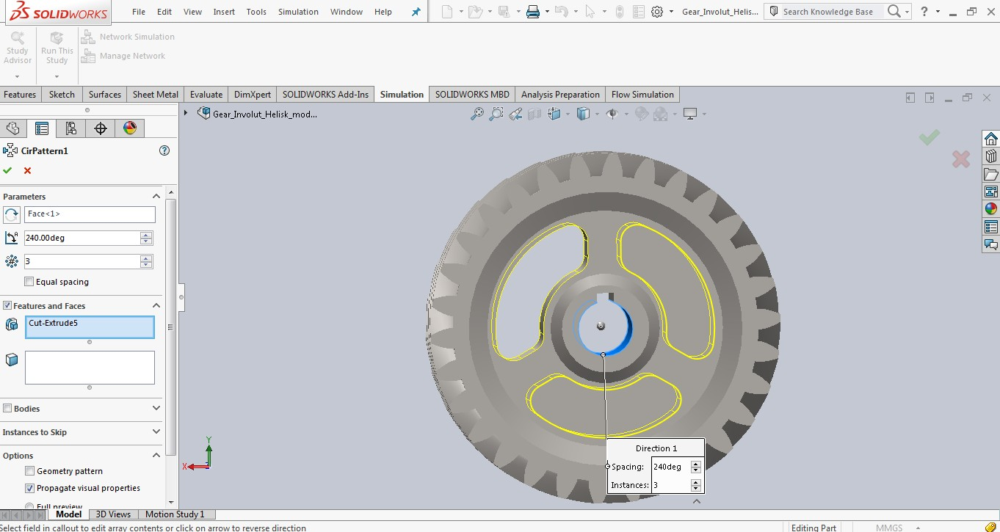 SOLIDWORKS File Edit View Insert Tools Simulation Window Help Gear_Involut_Helisk... Search Knowledge Base ?
Study Advisor
Run This Study
Network Simulation
Manage Network
Features Sketch Surfaces Sheet Metal Evaluate DimXpert SOLIDWORKS Add-Ins Simulation SOLIDWORKS MBD Analysis Preparation Flow Simulation
Gear_Involut_Helisk_mod...
CirPattern1
Parameters
Face<1>
240.00deg
3
Equal spacing
Features and Faces
Cut-Extrude5
Bodies
Instances to Skip
Options
Geometry pattern
Propagate visual properties
Full preview
Y
X
Direction 1
Spacing: 240deg
Instances: 3
Model 3D Views Motion Study 1
Select field in callout to edit array contents or click on arrow to reverse direction Editing Part MMGS